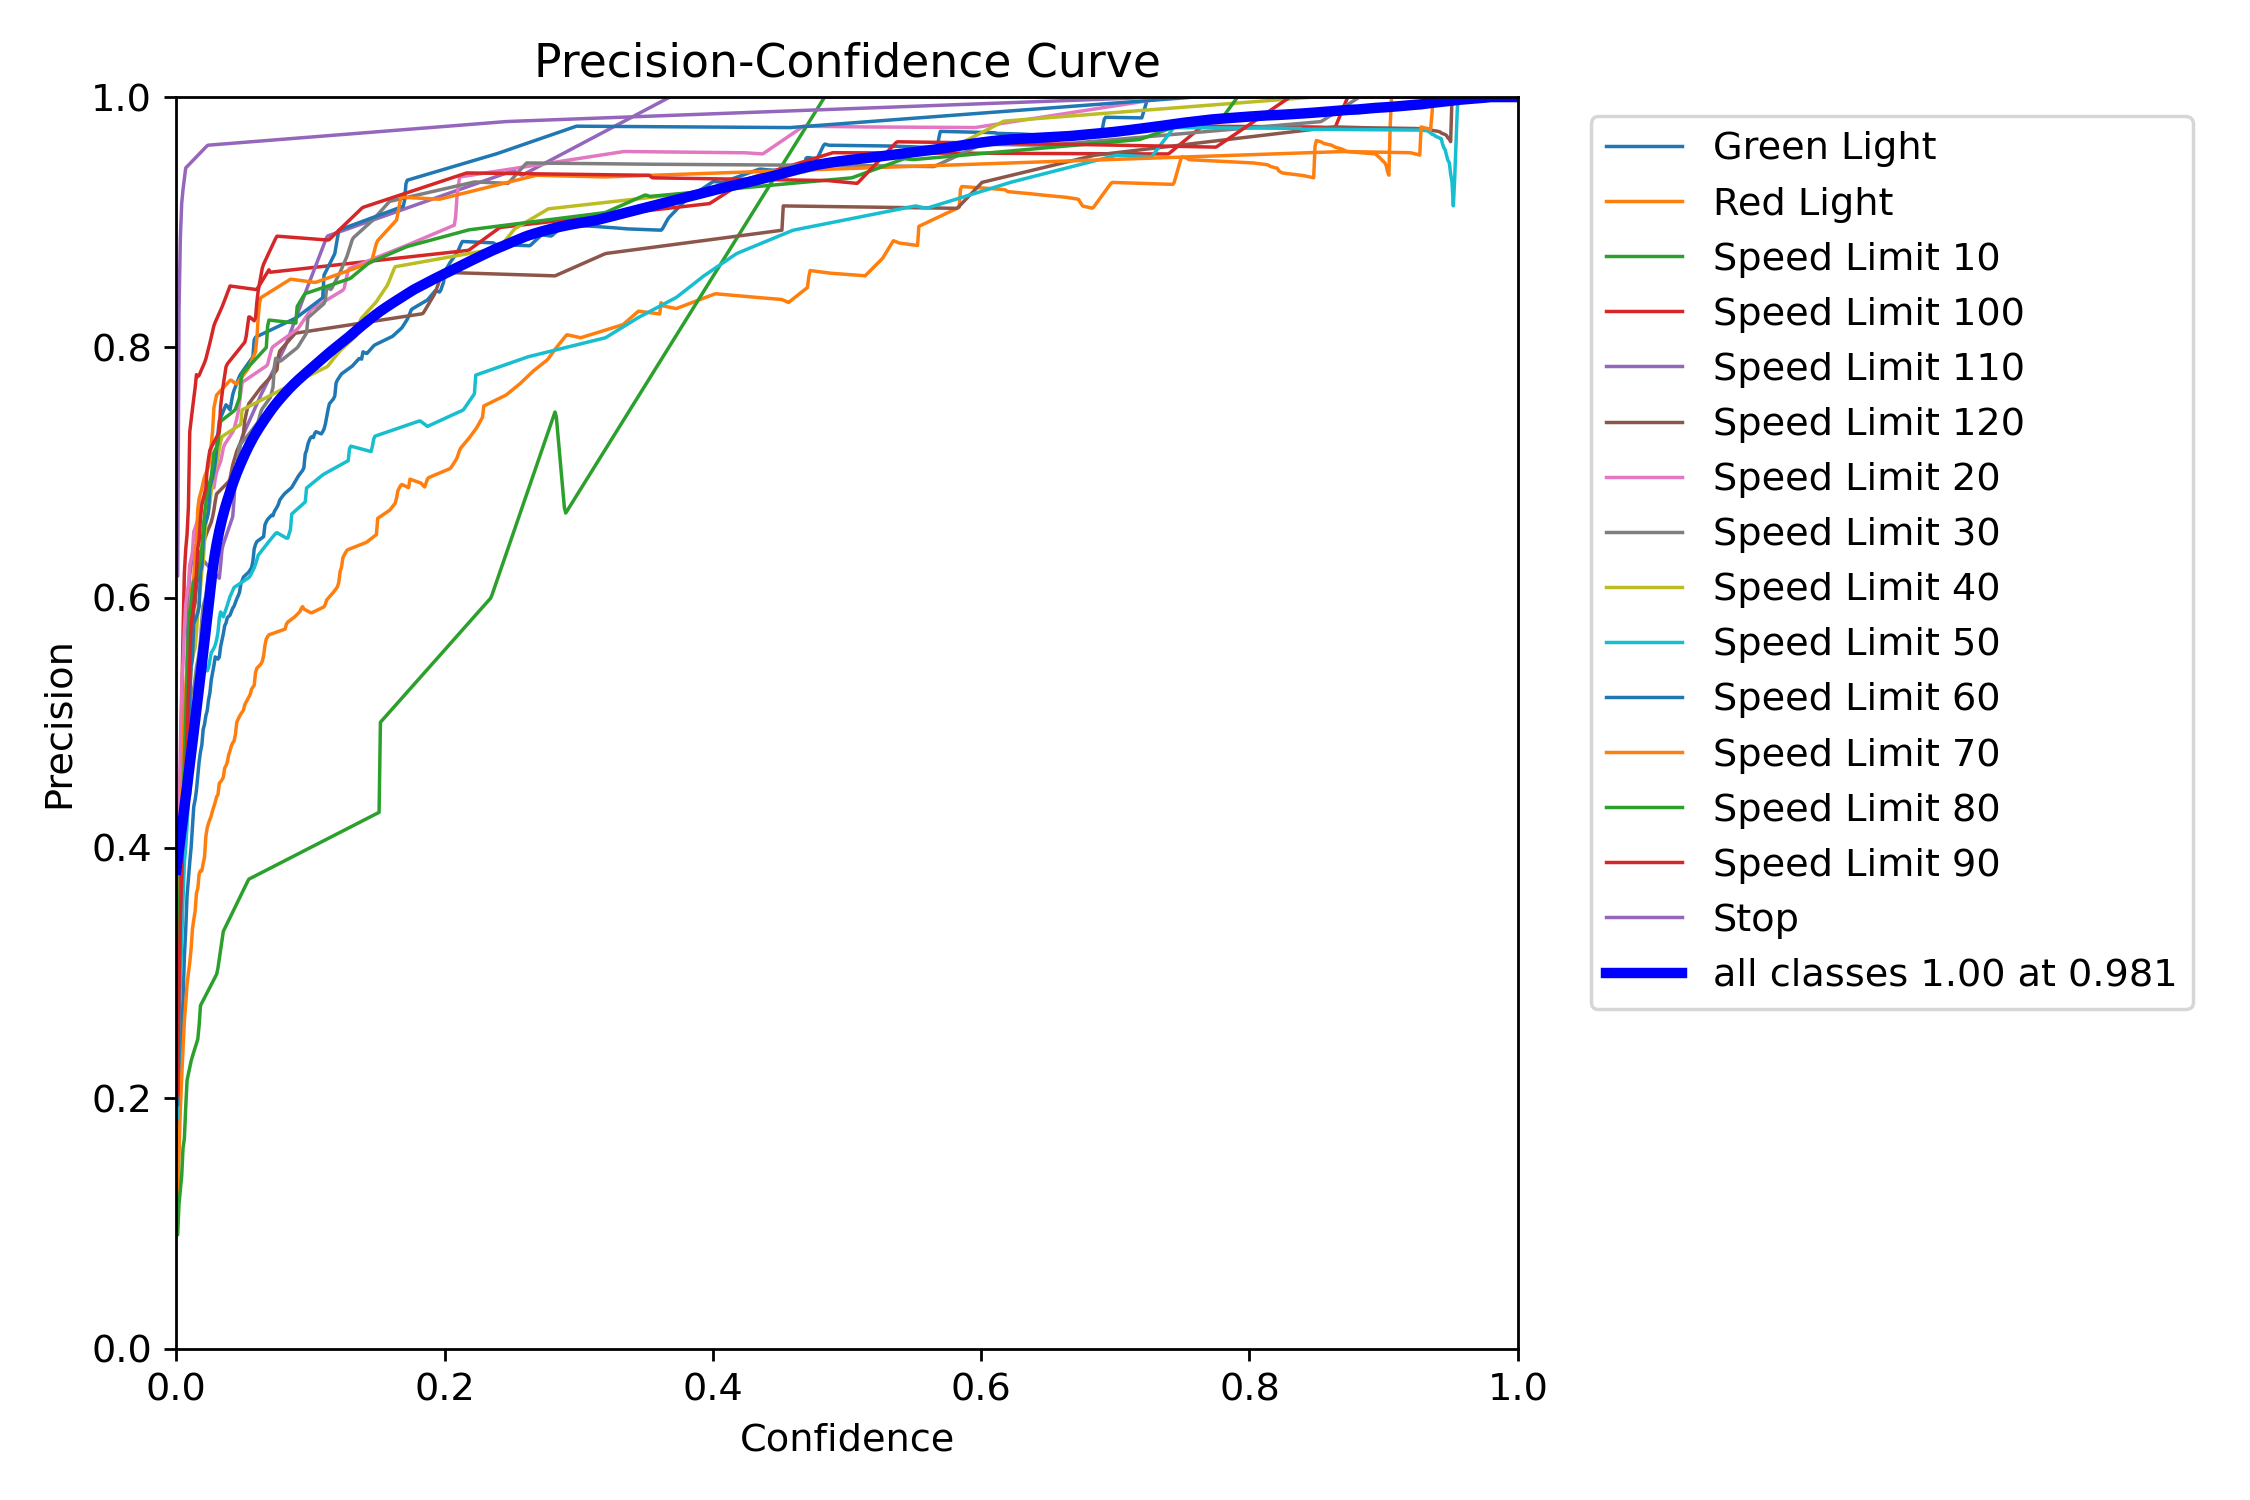 Precision-Confidence Curve
1.0
0.8
0.6
0.4
0.2
0.0
Precision
0.0 0.2 0.4 0.6 0.8 1.0
Confidence
Green Light
Red Light
Speed Limit 10
Speed Limit 100
Speed Limit 110
Speed Limit 120
Speed Limit 20
Speed Limit 30
Speed Limit 40
Speed Limit 50
Speed Limit 60
Speed Limit 70
Speed Limit 80
Speed Limit 90
Stop
all classes 1.00 at 0.981